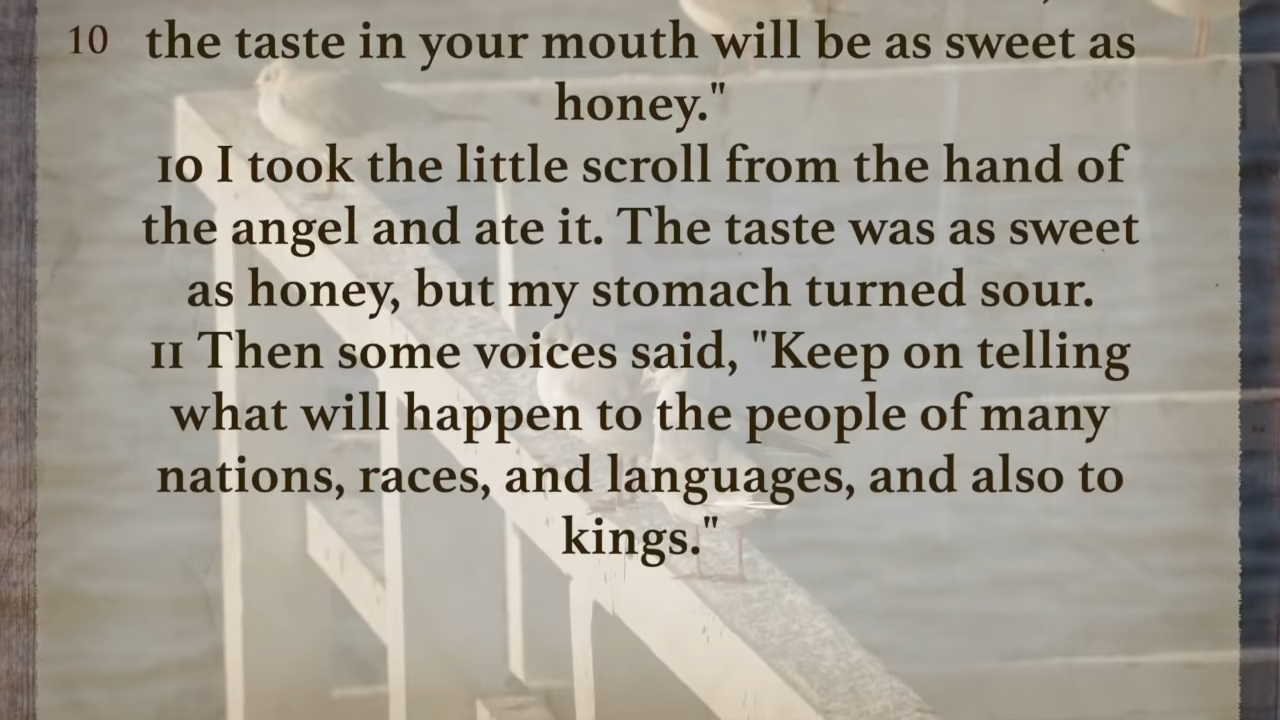 10 the taste in your mouth will be as sweet as
honey."
10 I took the little scroll from the hand of
the angel and ate it. The taste was as sweet
as honey, but my stomach turned sour.
11 Then some voices said, "Keep on telling
what will happen to the people of many
nations, races, and languages, and also to
kings."